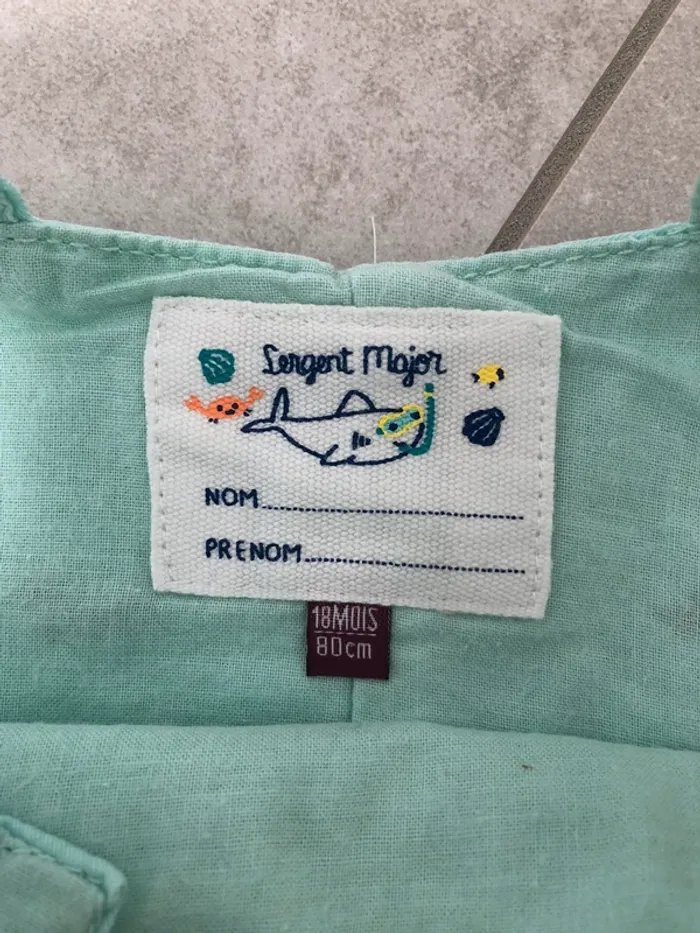 Sergent Major
NOM
PRENOM
18MOIS
80cm